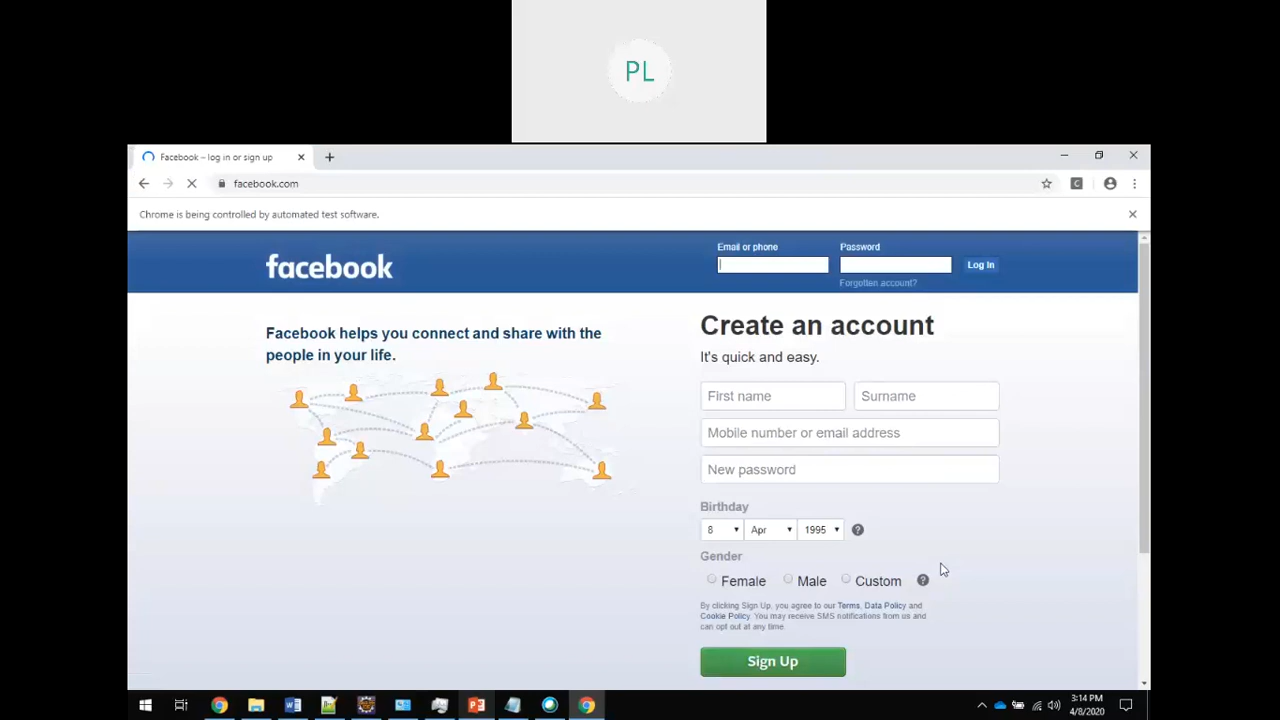 PL
Facebook – log in or sign up
facebook.com
Chrome is being controlled by automated test software.
facebook
Email or phone
Password
Log In
Forgotten account?
Facebook helps you connect and share with the
people in your life.
Create an account
It's quick and easy.
First name
Surname
Mobile number or email address
New password
Birthday
8
Apr
1995
?
Gender
Female
Male
Custom
?
By clicking Sign Up, you agree to our Terms, Data Policy and
Cookie Policy. You may receive SMS notifications from us and
can opt out at any time.
Sign Up
3:14 PM
4/8/2020